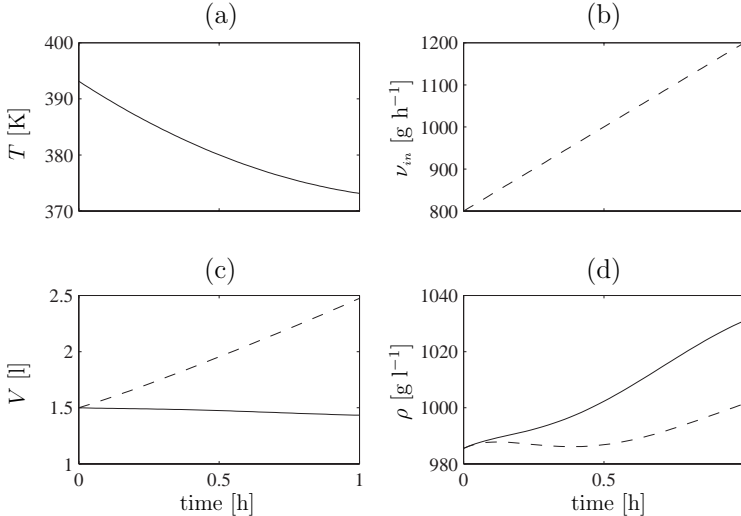 (a)
(b)
400
390
380
370
T [K]
1200
1100
1000
900
800
ν_in [g h⁻¹]
(c)
(d)
2.5
2
1.5
1
V [l]
0
0.5
1
time [h]
1040
1020
1000
980
ρ [g l⁻¹]
0
0.5
time [h]